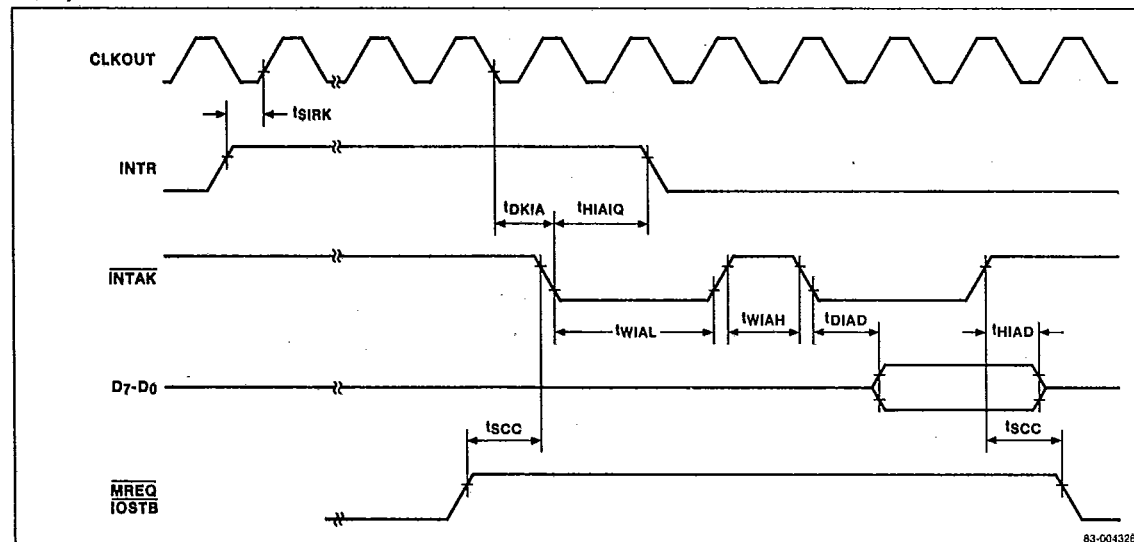 CLKOUT
tSIRK
INTR
tDKIA
tHIAIQ
INTAK
tWIAL
tWIAH
tDIAD
tHIAD
D7-D0
tSCC
tSCC
MREQ
IOSTB
83-004328